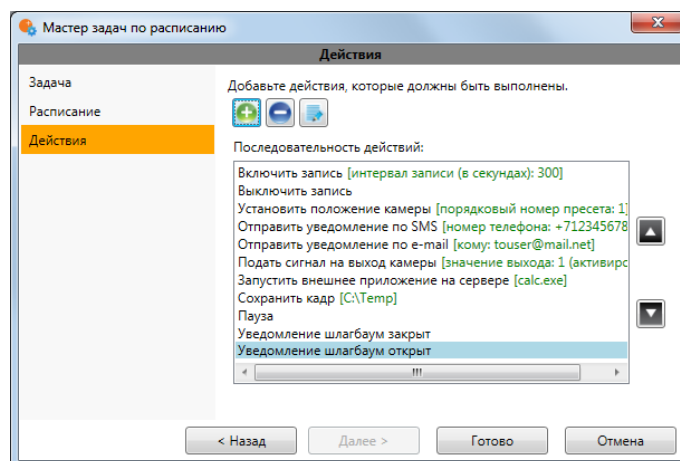 Мастер задач по расписанию
Действия
Задача
Расписание
Действия
Добавьте действия, которые должны быть выполнены.
Последовательность действий:
Включить запись [интервал записи (в секундах): 300]
Выключить запись
Установить положение камеры [порядковый номер пресета: 1]
Отправить уведомление по SMS [номер телефона: +712345678
Отправить уведомление по e-mail [кому: touser@mail.net]
Подать сигнал на выход камеры [значение выхода: 1 (активирс
Запустить внешнее приложение на сервере [calc.exe]
Сохранить кадр [C:\Temp]
Пауза
Уведомление шлагбаум закрыт
Уведомление шлагбаум открыт
< Назад
Далее >
Готово
Отмена